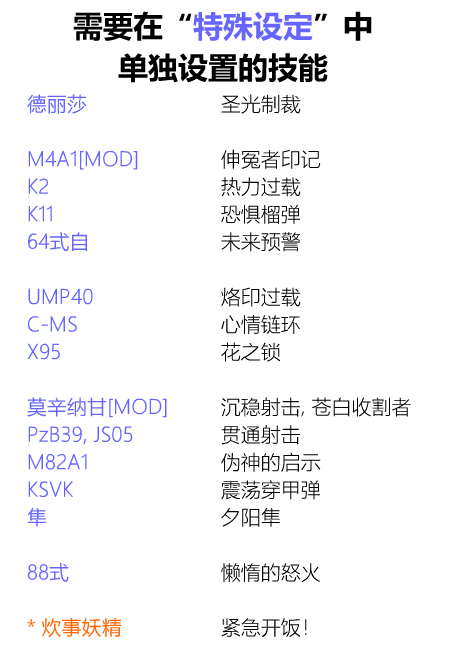 需要在“特殊设定”中
单独设置的技能
德丽莎 圣光制裁
M4A1[MOD] 伸冤者印记
K2 热力过载
K11 恐惧榴弹
64式自 未来预警
UMP40 烙印过载
C-MS 心情链环
X95 花之锁
莫辛纳甘[MOD] 沉稳射击, 苍白收割者
PzB39, JS05 贯通射击
M82A1 伪神的启示
KSVK 震荡穿甲弹
隼 夕阳隼
88式 懒惰的怒火
* 炊事妖精 紧急开饭!